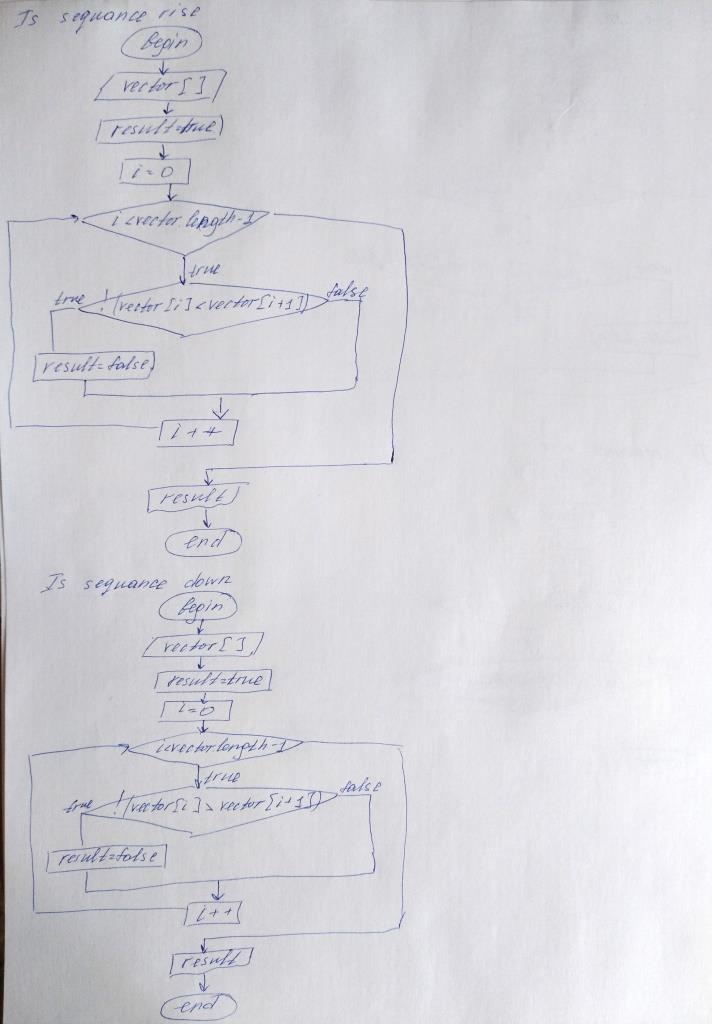 Is sequance rise
begin
vector[]
result=true
i=0
i<vector.length-1
true
true !(vector[i]<vector[i+1]) false
result=false
i++
result
end
Is sequance down
begin
vector[]
result=true
i=0
i<vector.length-1
true
true !(vector[i]>vector[i+1]) false
result=false
i++
result
end